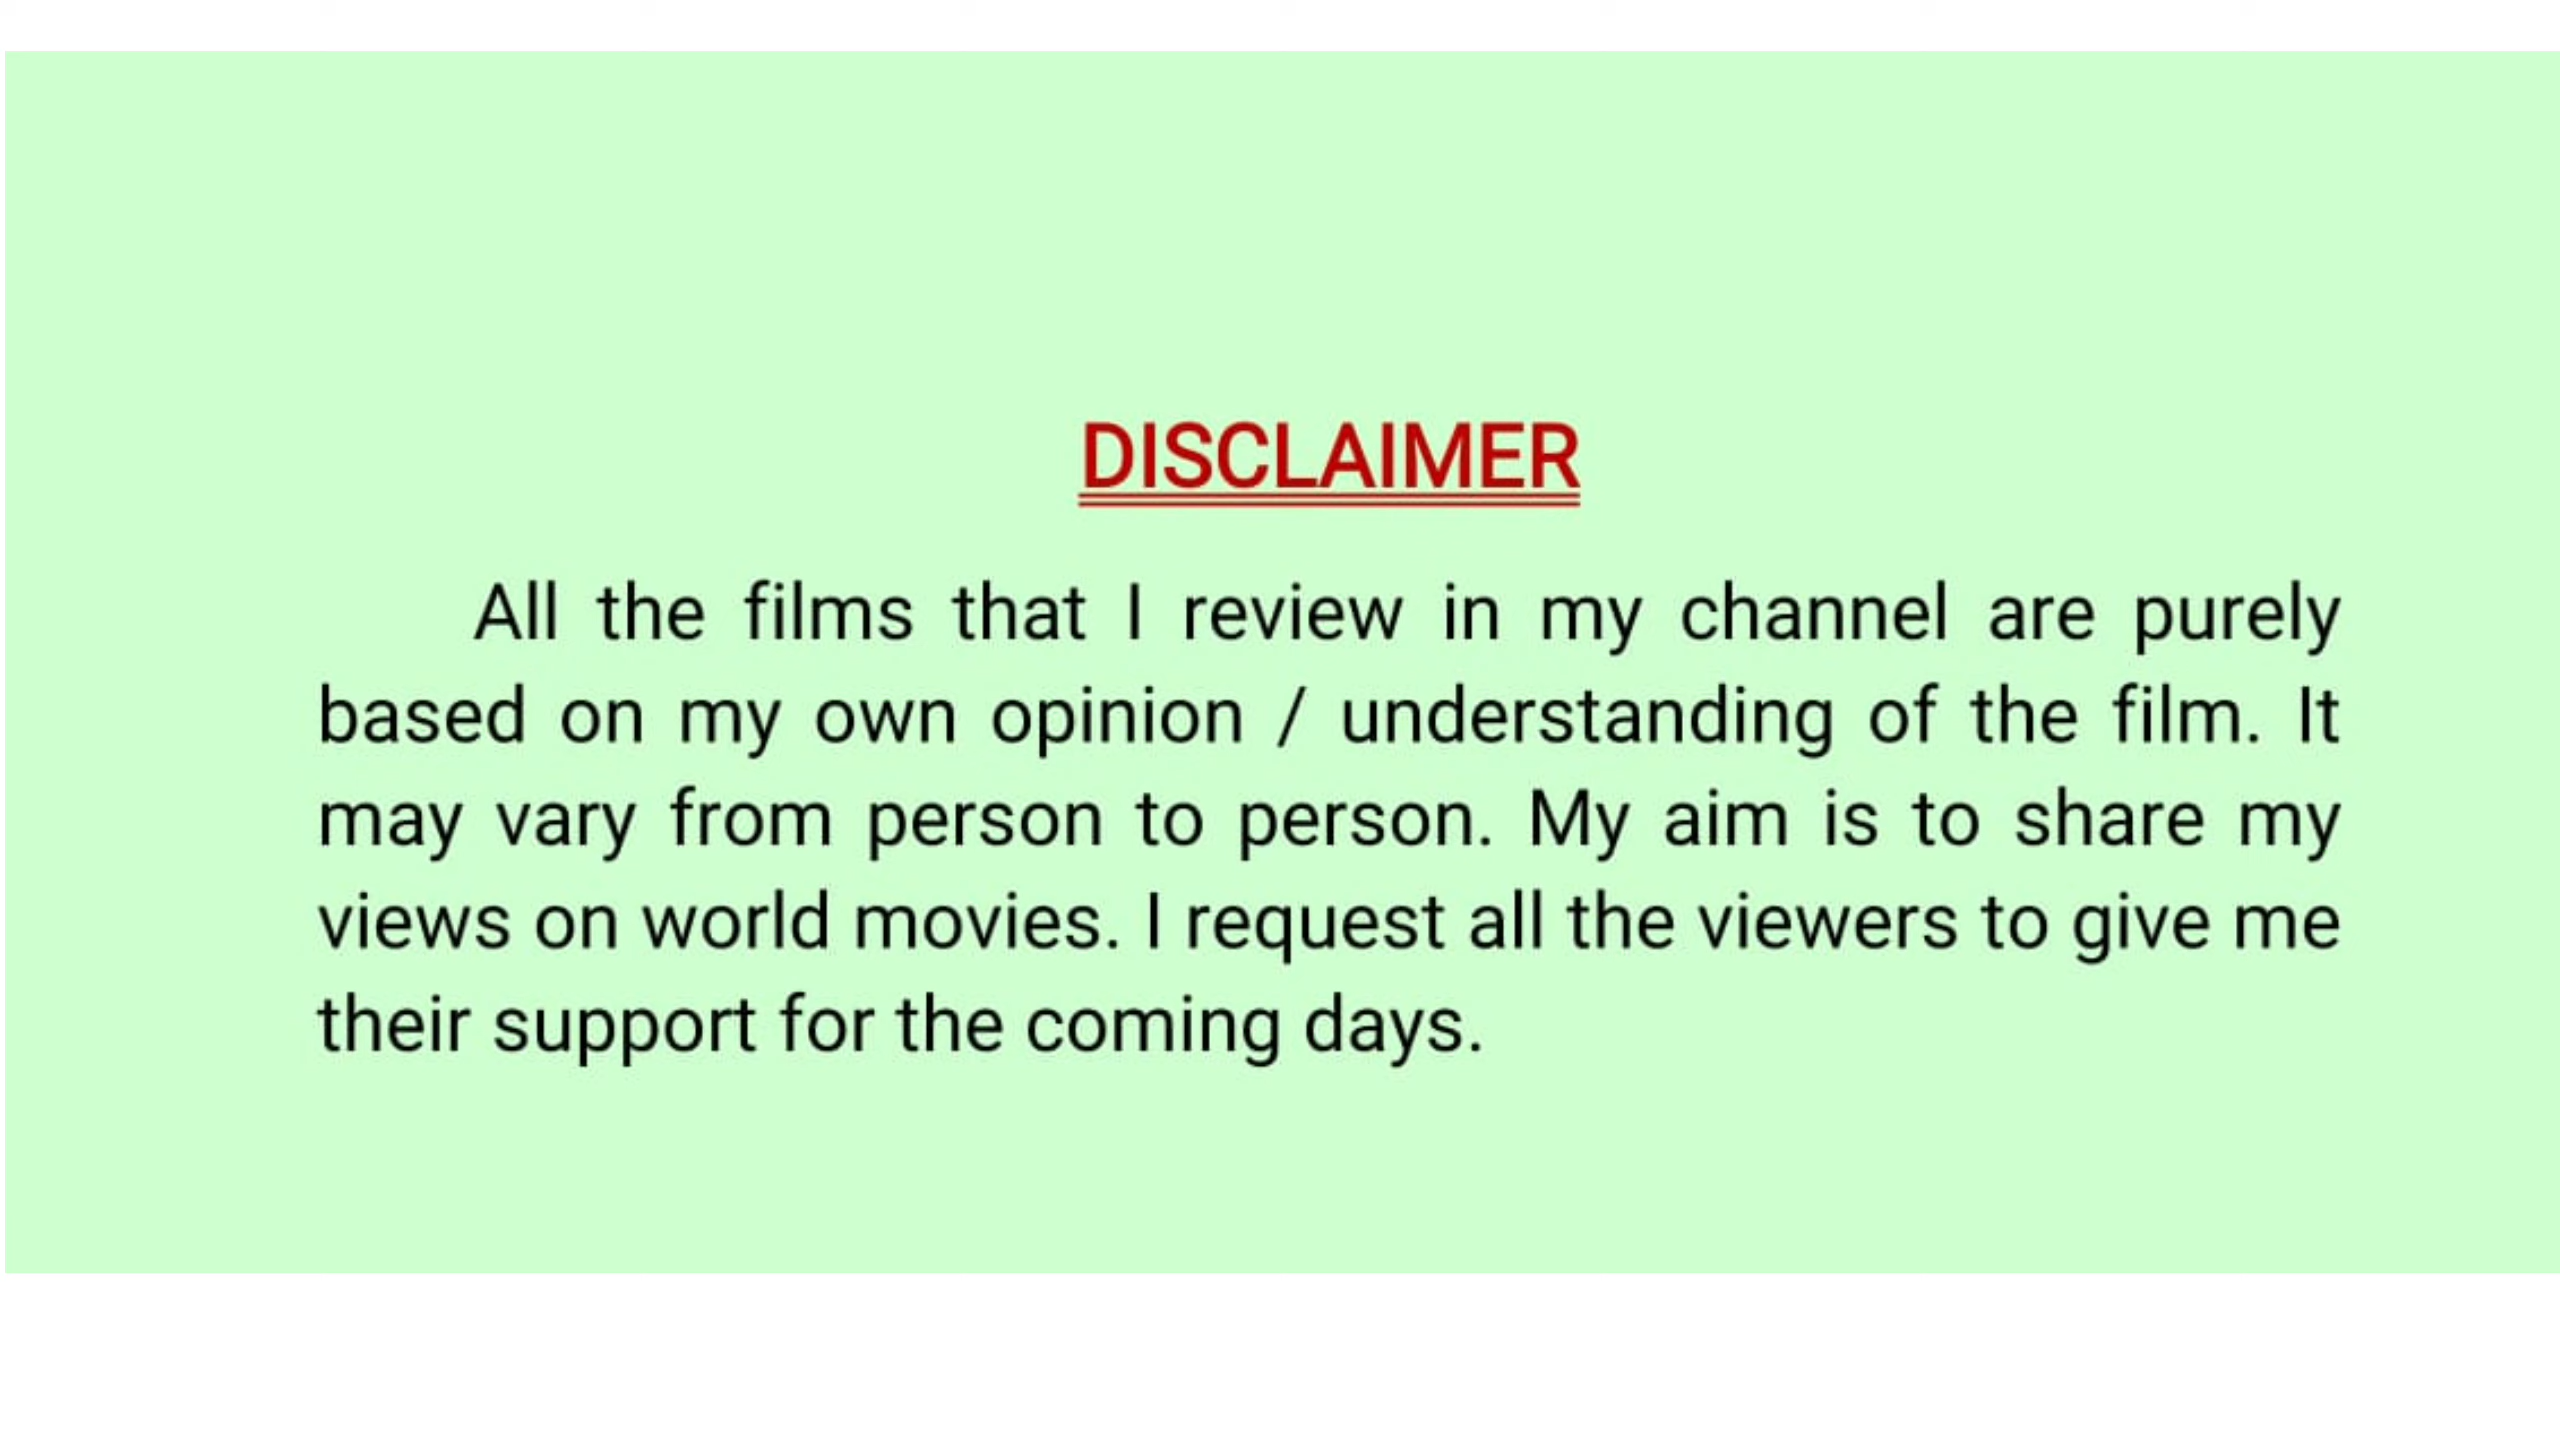 DISCLAIMER
All the films that I review in my channel are purely
based on my own opinion / understanding of the film. It
may vary from person to person. My aim is to share my
views on world movies. I request all the viewers to give me
their support for the coming days.